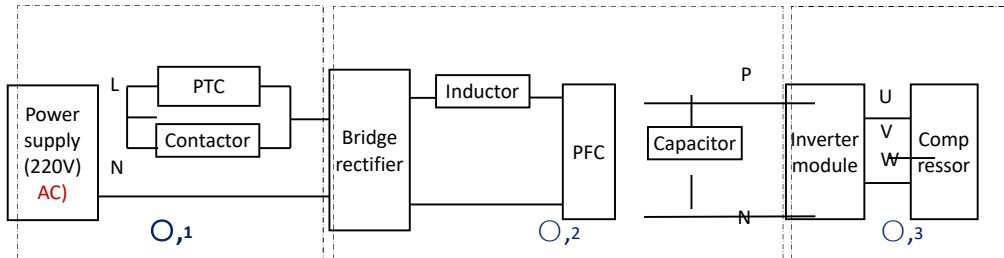 L
PTC
Contactor
N
Power
supply
(220V)
AC)
Bridge
rectifier
Inductor
PFC
P
Capacitor
N
Inverter
module
U
V
W
Comp
ressor
○,1
○,2
○,3